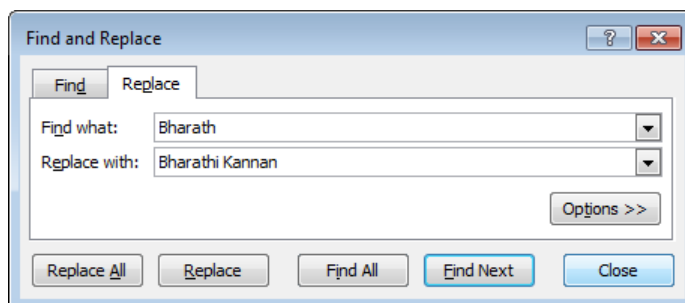 Find and Replace
Find Replace
Find what: Bharath
Replace with: Bharathi Kannan
Options >>
Replace All Replace Find All Find Next Close